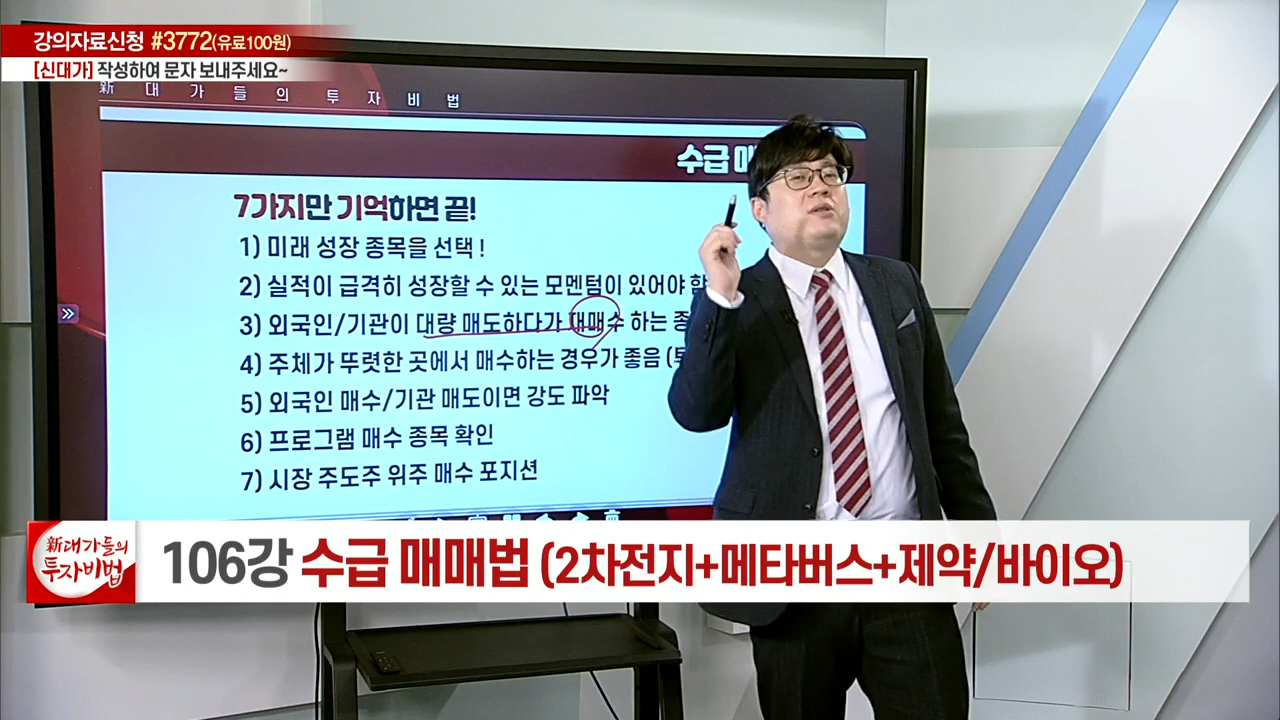 강의자료신청 #3772(유료100원)
[신대가] 작성하여 문자 보내주세요~
新 대 가 들 의 투 자 비 법
수급 매
7가지만 기억하면 끝!
1) 미래 성장 종목을 선택 !
2) 실적이 급격히 성장할 수 있는 모멘텀이 있어야 함
3) 외국인/기관이 대량 매도하다가 대매수 하는 종
4) 주체가 뚜렷한 곳에서 매수하는 경우가 좋음 (투
5) 외국인 매수/기관 매도이면 강도 파악
6) 프로그램 매수 종목 확인
7) 시장 주도주 위주 매수 포지션
新대가들의
투자비법
106강 수급 매매법 (2차전지+메타버스+제약/바이오)